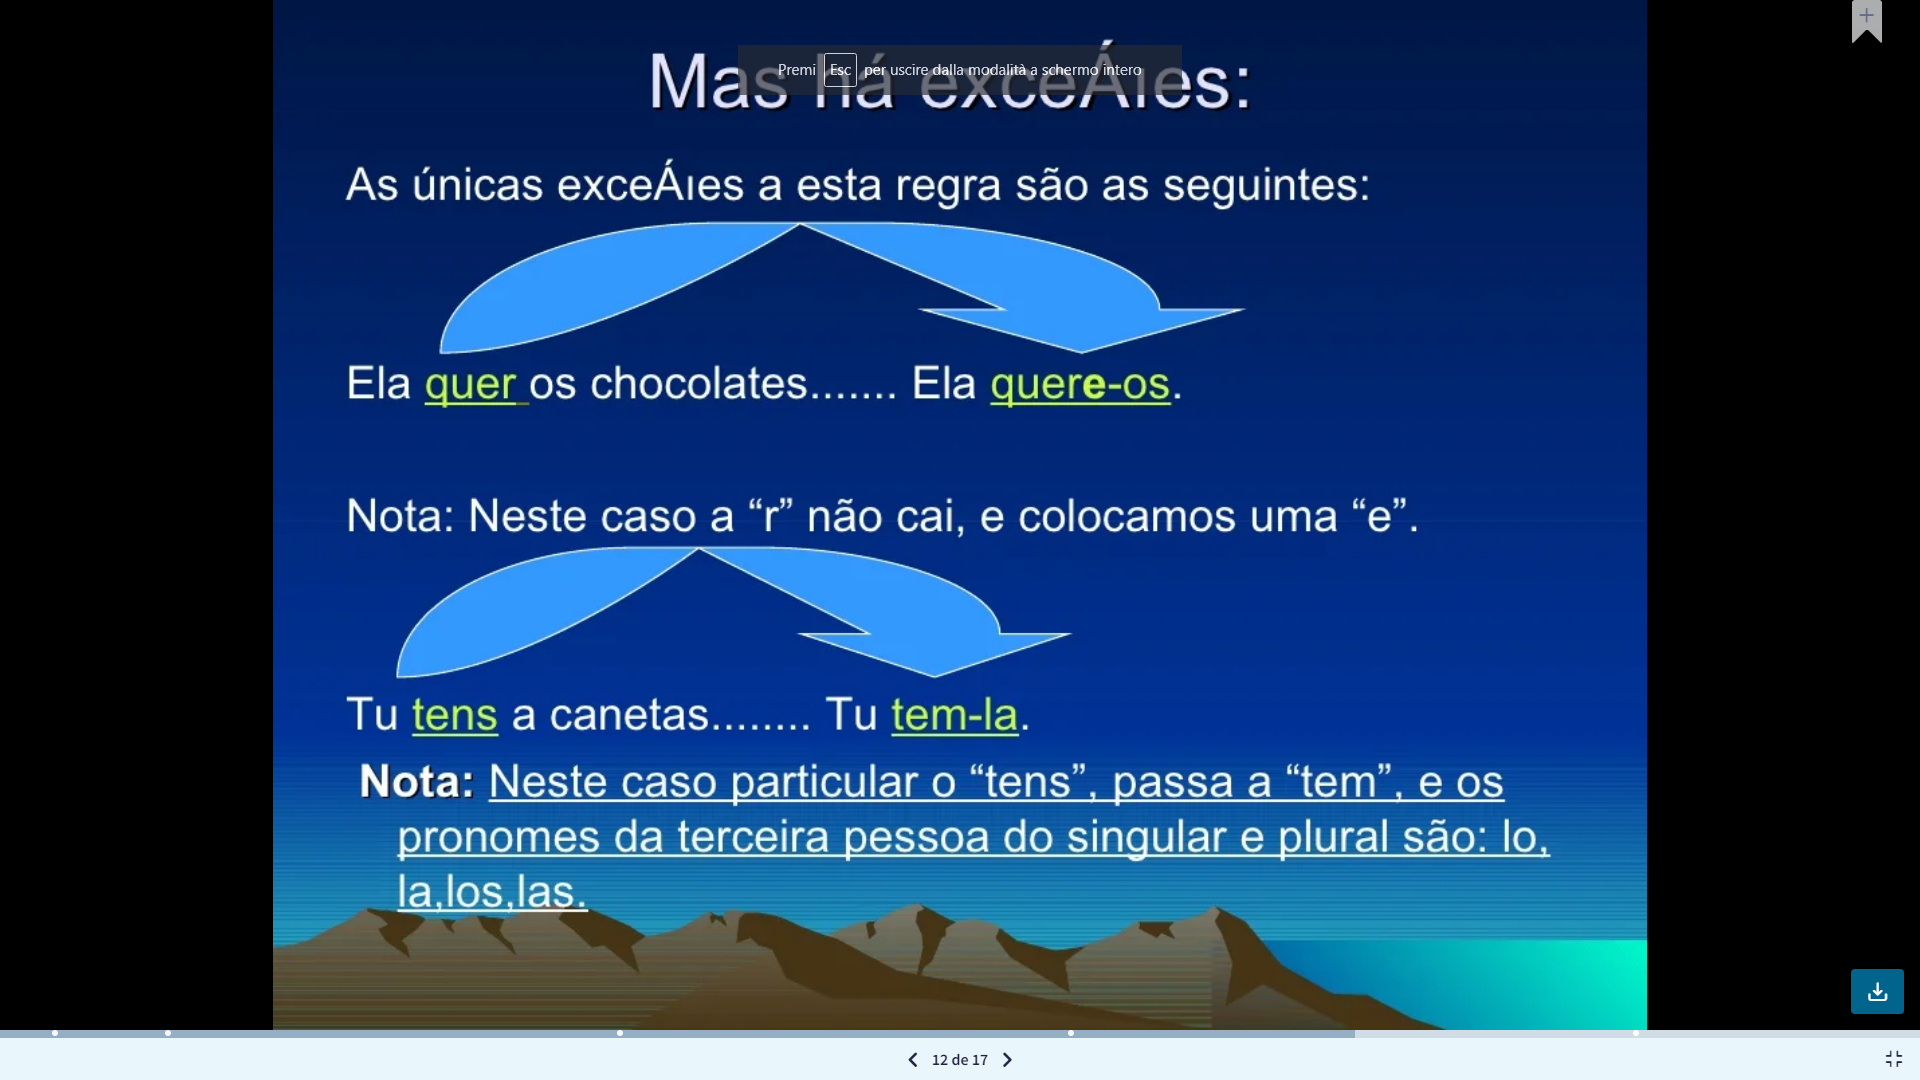 Mas há exceÁıes:
Premi Esc per uscire dalla modalità a schermo intero
As únicas exceÁıes a esta regra são as seguintes:
Ela quer os chocolates....... Ela quere-os.
Nota: Neste caso a “r” não cai, e colocamos uma “e”.
Tu tens a canetas........ Tu tem-la.
Nota: Neste caso particular o “tens”, passa a “tem”, e os
pronomes da terceira pessoa do singular e plural são: lo,
la,los,las.
12 de 17